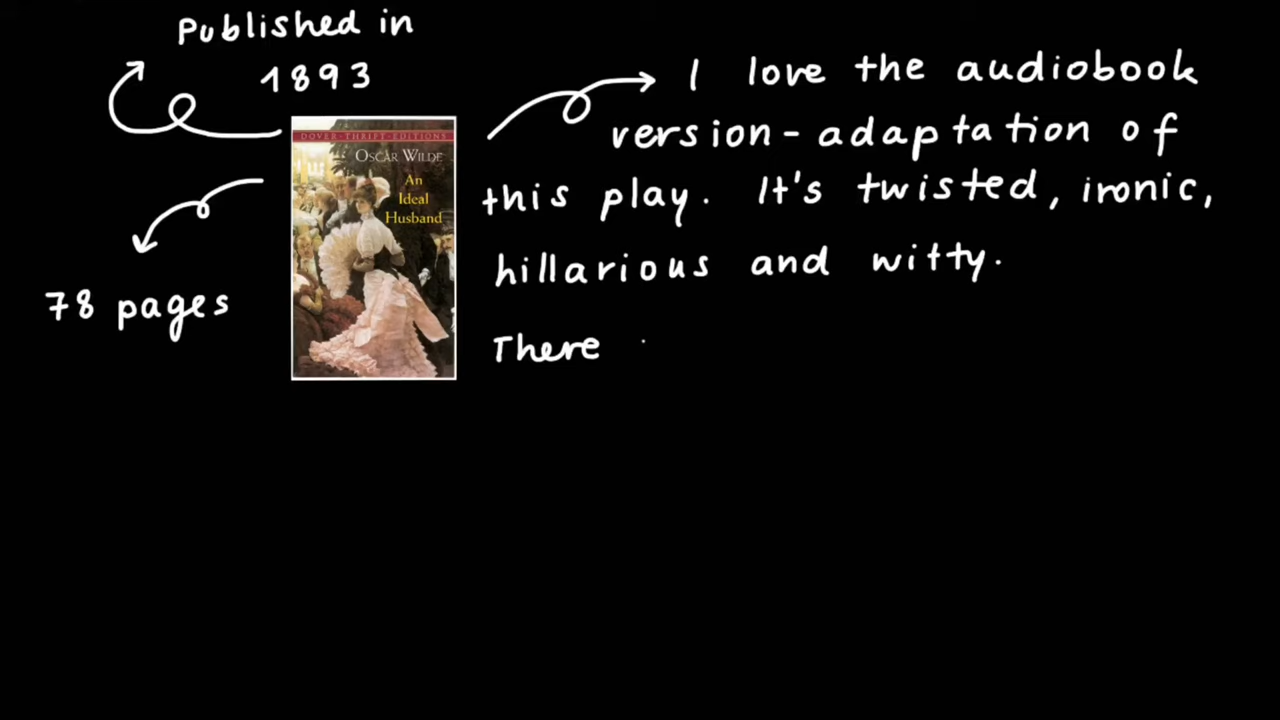 Published in
1893
I love the audiobook
version - adaptation of
this play. It's twisted, ironic,
hillarious and witty.
There
78 pages
DOVER · THRIFT · EDITIONS
OSCAR WILDE
An
Ideal
Husband